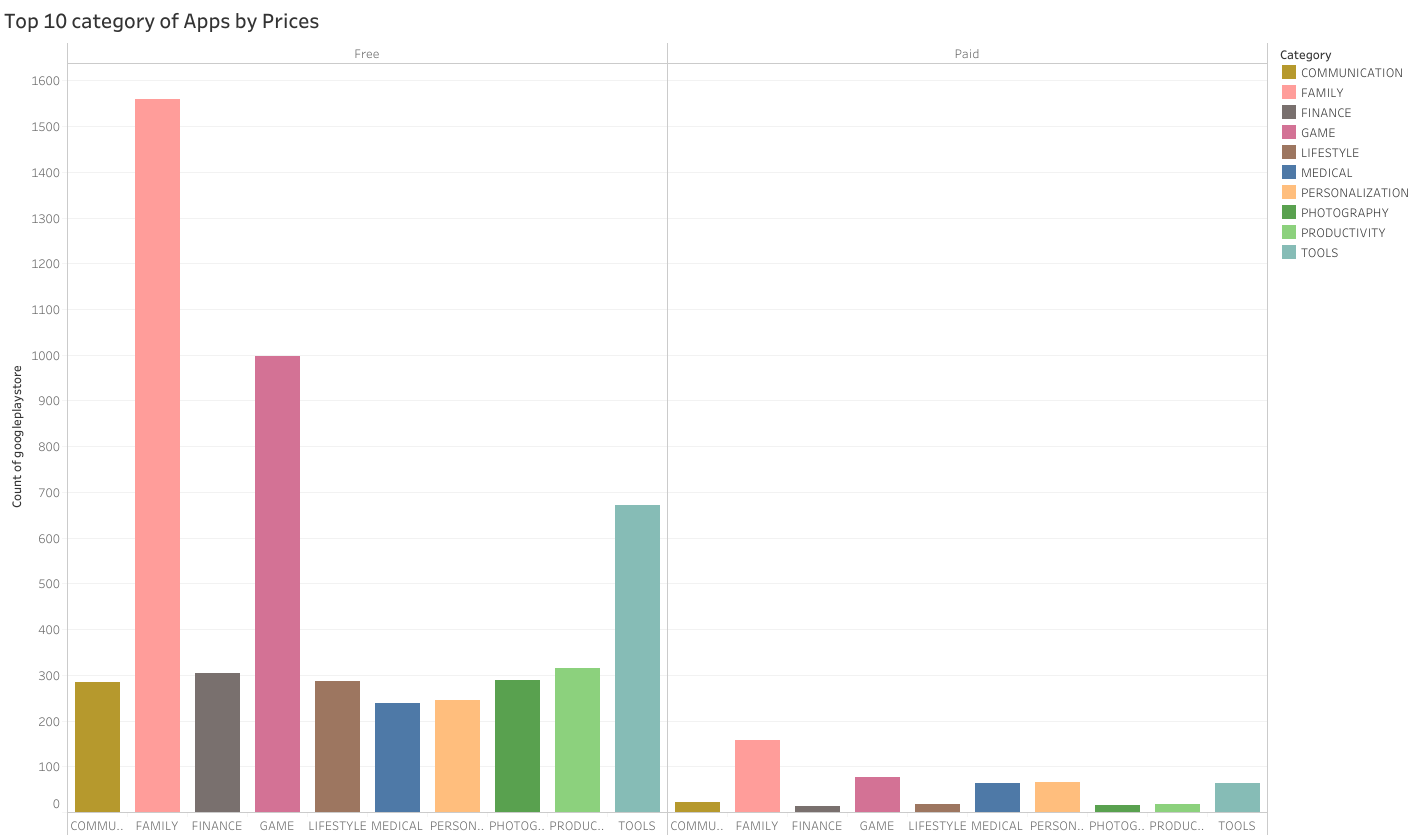 Top 10 category of Apps by Prices
Free
Paid
Count of googleplaystore
1600
1500
1400
1300
1200
1100
1000
900
800
700
600
500
400
300
200
100
0
COMMU.. FAMILY FINANCE GAME LIFESTYLE MEDICAL PERSON.. PHOTOG.. PRODUC.. TOOLS
COMMU.. FAMILY FINANCE GAME LIFESTYLE MEDICAL PERSON.. PHOTOG.. PRODUC.. TOOLS
Category
COMMUNICATION
FAMILY
FINANCE
GAME
LIFESTYLE
MEDICAL
PERSONALIZATION
PHOTOGRAPHY
PRODUCTIVITY
TOOLS